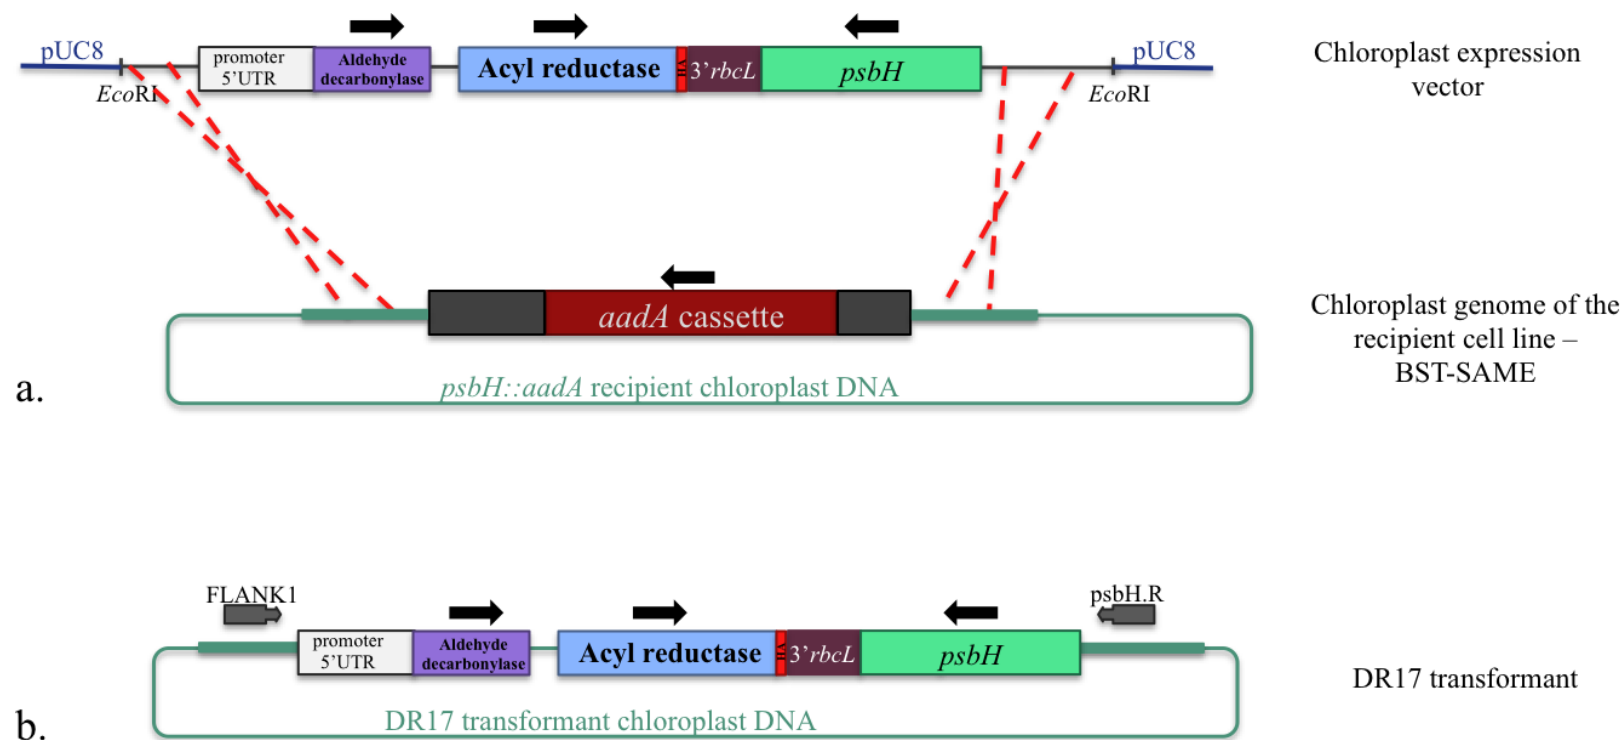 pUC8
EcoRI
promoter
5'UTR
Aldehyde
decarbonylase
Acyl reductase
HA
3'rbcL
psbH
pUC8
EcoRI
Chloroplast expression
vector
aadA cassette
psbH::aadA recipient chloroplast DNA
Chloroplast genome of the
recipient cell line –
BST-SAME
a.
FLANK1
psbH.R
promoter
5'UTR
Aldehyde
decarbonylase
Acyl reductase
HA
3'rbcL
psbH
DR17 transformant chloroplast DNA
DR17 transformant
b.